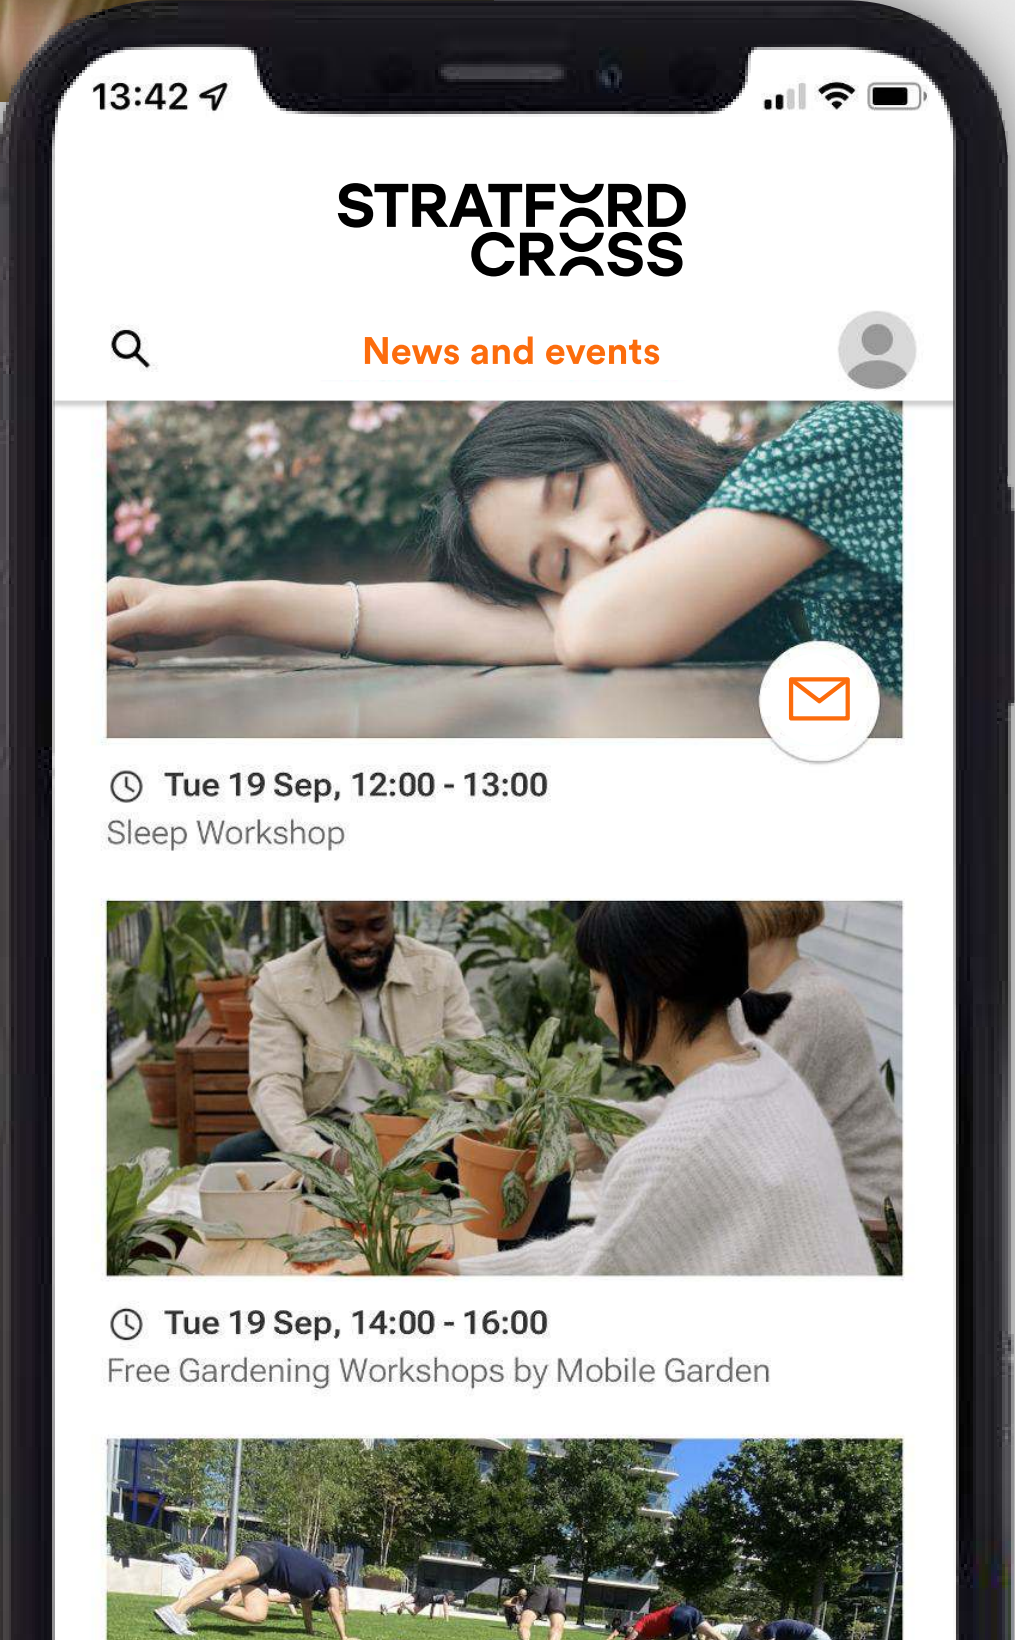 13:42
STRATFORD
CROSS
News and events
Tue 19 Sep, 12:00 - 13:00
Sleep Workshop
Tue 19 Sep, 14:00 - 16:00
Free Gardening Workshops by Mobile Garden